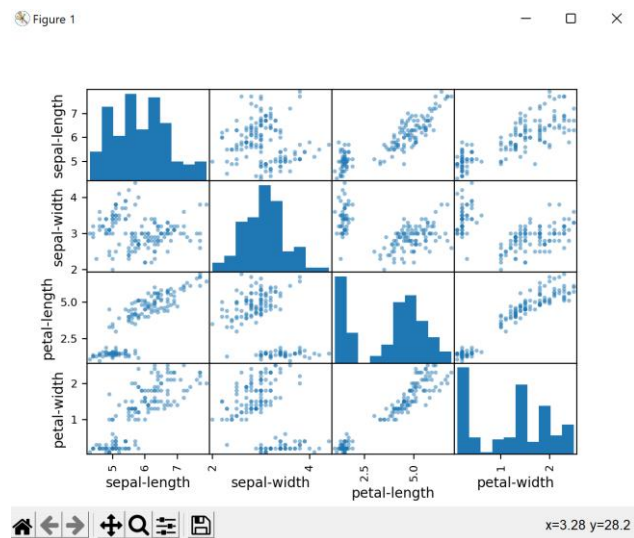 Figure 1
sepal-length
7
6
5
sepal-width
4
3
2
petal-length
5.0
2.5
petal-width
2
1
5 6 7
sepal-length
2 4
sepal-width
2.5 5.0
petal-length
1 2
petal-width
x=3.28 y=28.2